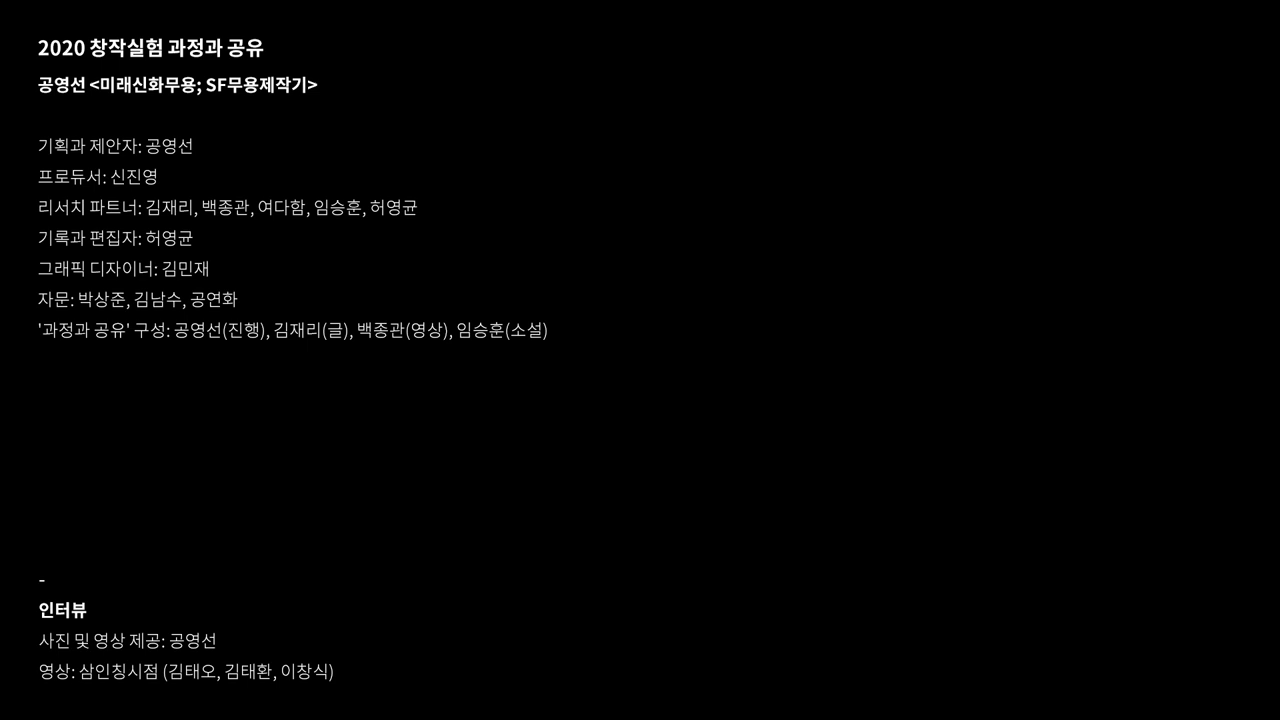 2020 창작실험 과정과 공유
공영선 <미래신화무용; SF무용제작기>
기획과 제안자: 공영선
프로듀서: 신진영
리서치 파트너: 김재리, 백종관, 여다함, 임승훈, 허영균
기록과 편집자: 허영균
그래픽 디자이너: 김민재
자문: 박상준, 김남수, 공연화
'과정과 공유' 구성: 공영선(진행), 김재리(글), 백종관(영상), 임승훈(소설)
-
인터뷰
사진 및 영상 제공: 공영선
영상: 삼인칭시점 (김태오, 김태환, 이창식)